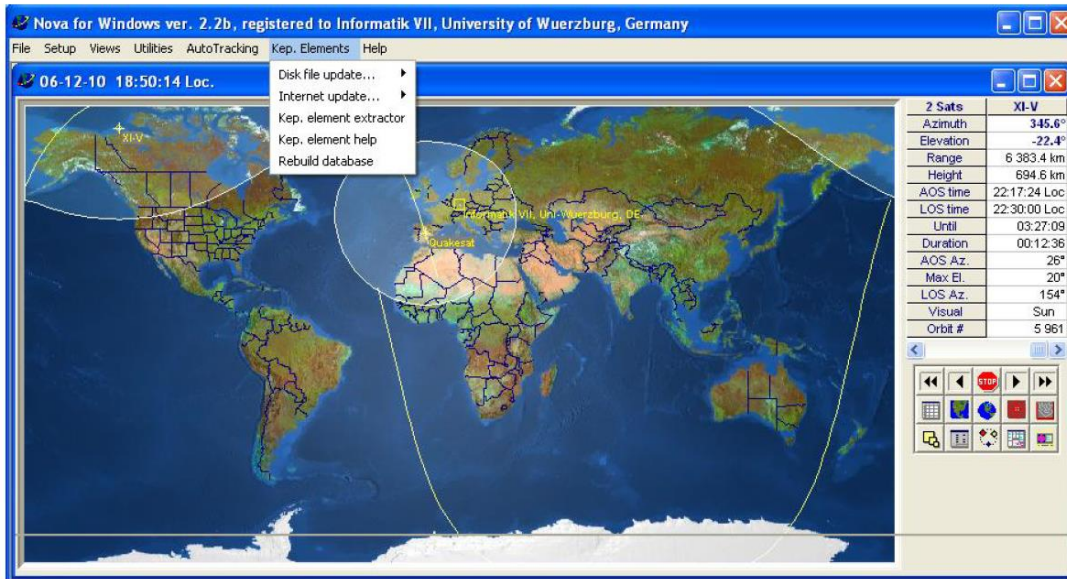 Nova for Windows ver. 2.2b, registered to Informatik VII, University of Wuerzburg, Germany
File Setup Views Utilities AutoTracking Kep. Elements Help
Disk file update...
Internet update...
Kep. element extractor
Kep. element help
Rebuild database
06-12-10 18:50:14 Loc.
XI-V
Informatik VII, Uni-Wuerzburg, DE
Quakesat
2 Sats XI-V
Azimuth 345.6°
Elevation -22.4°
Range 6 383.4 km
Height 694.6 km
AOS time 22:17:24 Loc
LOS time 22:30:00 Loc
Until 03:27:09
Duration 00:12:36
AOS Az. 26°
Max El. 20°
LOS Az. 154°
Visual Sun
Orbit # 5 961
STOP